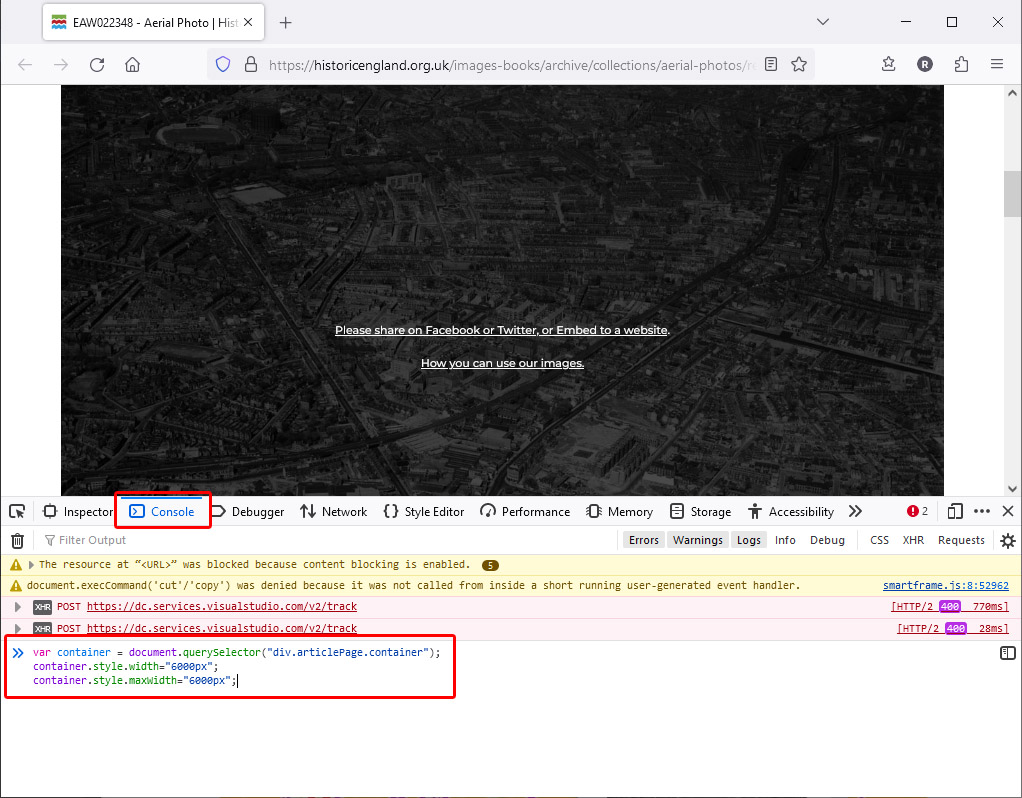 EAW022348 - Aerial Photo | Hist
https://historicengland.org.uk/images-books/archive/collections/aerial-photos/re
R
Please share on Facebook or Twitter, or Embed to a website.
How you can use our images.
Inspector Console Debugger Network Style Editor Performance Memory Storage Accessibility 2
Filter Output Errors Warnings Logs Info Debug CSS XHR Requests
The resource at “<URL>” was blocked because content blocking is enabled. 5
document.execCommand('cut'/'copy') was denied because it was not called from inside a short running user-generated event handler. smartframe.js:8:52962
XHR POST https://dc.services.visualstudio.com/v2/track [HTTP/2 400 770ms]
XHR POST https://dc.services.visualstudio.com/v2/track [HTTP/2 400 28ms]
var container = document.querySelector("div.articlePage.container");
container.style.width="6000px";
container.style.maxWidth="6000px";